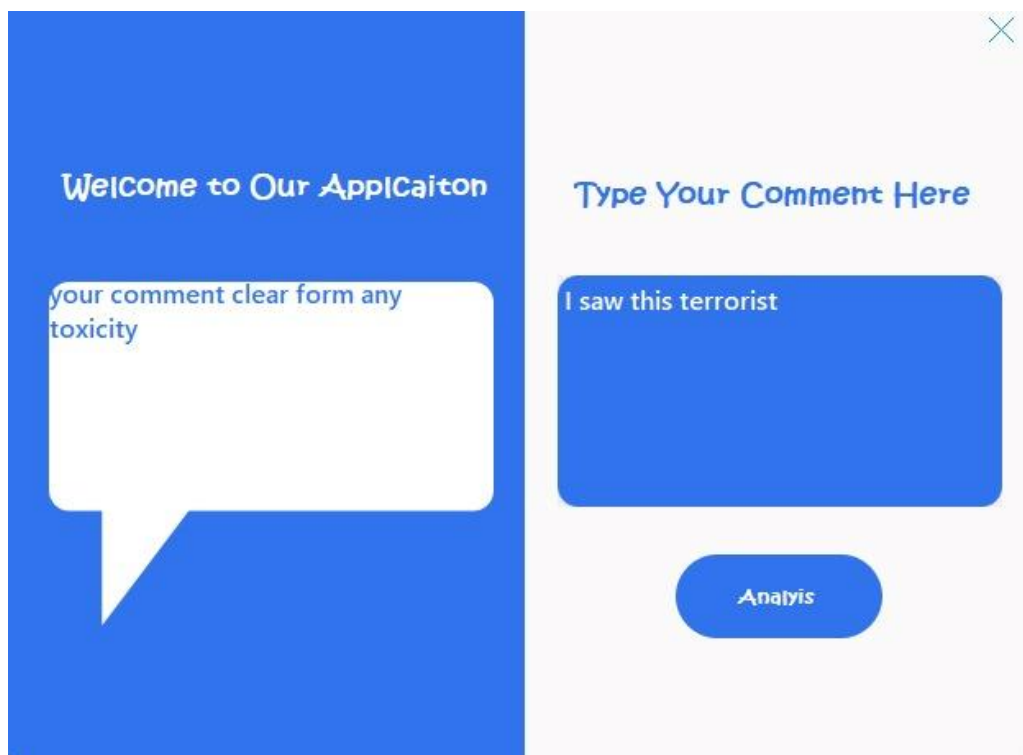 Welcome to Our Applcaiton
your comment clear form any
toxicity
Type Your Comment Here
I saw this terrorist
Analyis